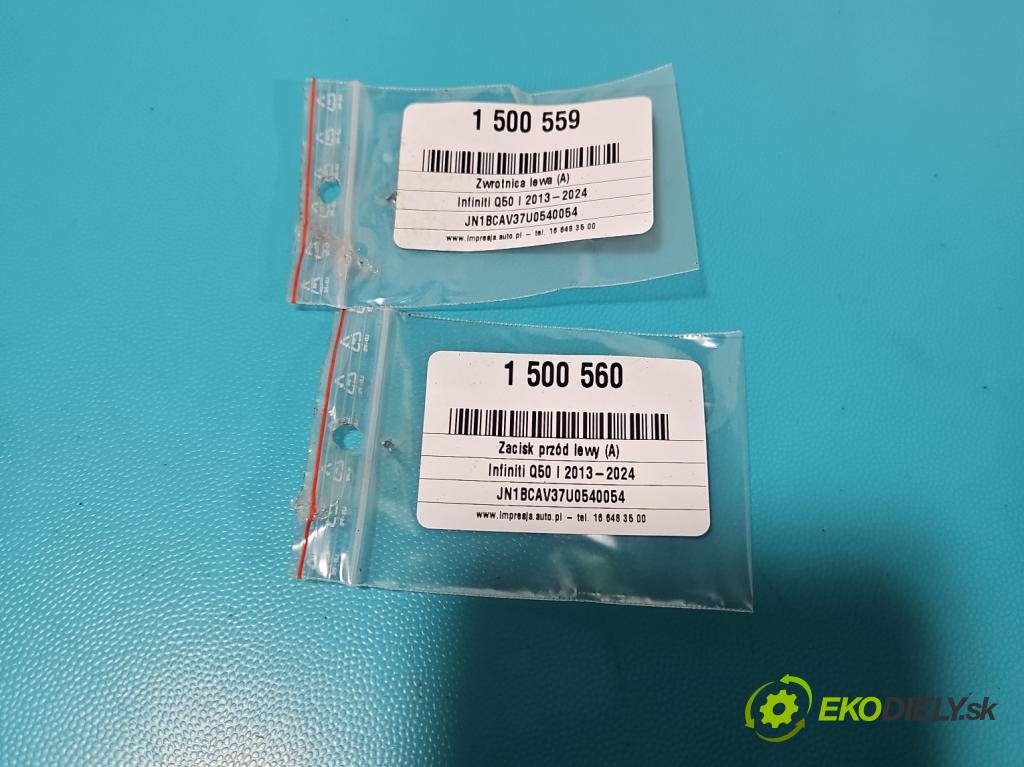 1 500 559
Zwrotnica lewa (A)
Infiniti Q50 I 2013-2024
JN1BCAV37U0540054
www.impresja.auto.pl - tel. 16 648 35 00
1 500 560
Zacisk przód lewy (A)
Infiniti Q50 I 2013-2024
JN1BCAV37U0540054
www.impresja.auto.pl - tel. 16 648 35 00
EKODIELY.sk